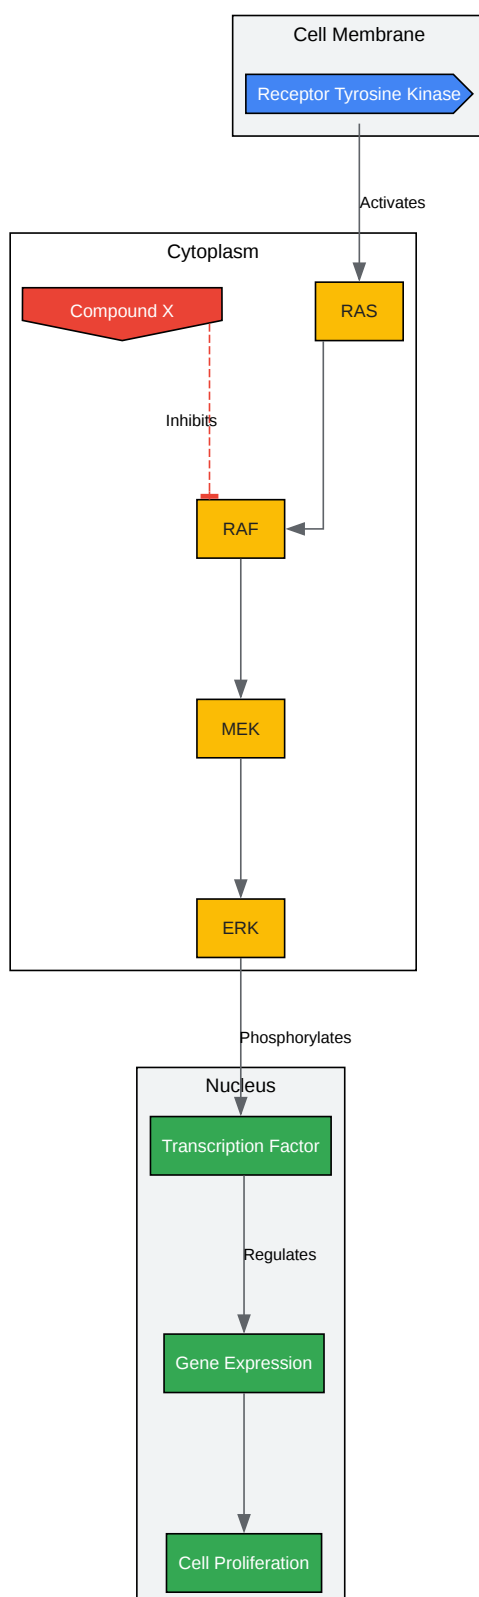 Cell Membrane
Receptor Tyrosine Kinase
Activates
Cytoplasm
Compound X
RAS
Inhibits
RAF
MEK
ERK
Phosphorylates
Nucleus
Transcription Factor
Regulates
Gene Expression
Cell Proliferation